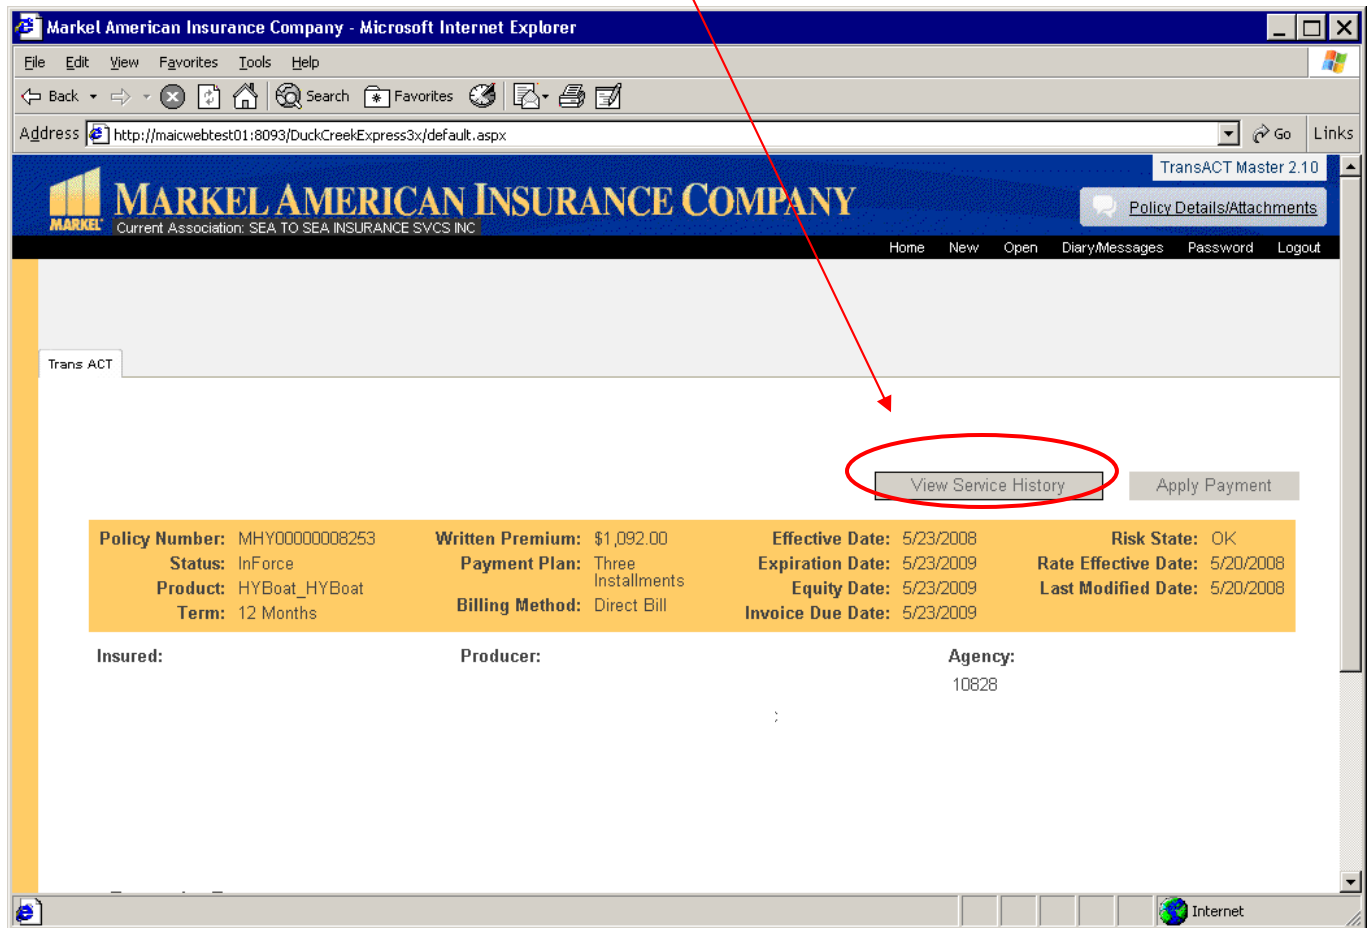 Markel American Insurance Company - Microsoft Internet Explorer
File Edit View Favorites Tools Help
Back Search Favorites
Address http://maicwebtest01:8093/DuckCreekExpress3x/default.aspx Go Links
TransACT Master 2.10
MARKEL AMERICAN INSURANCE COMPANY
MARKEL
Current Association: SEA TO SEA INSURANCE SVCS INC
Policy Details/Attachments
Home New Open Diary/Messages Password Logout
Trans ACT
View Service History Apply Payment
Policy Number: MHY00000008253 Written Premium: $1,092.00 Effective Date: 5/23/2008 Risk State: OK
Status: InForce Payment Plan: Three Installments Expiration Date: 5/23/2009 Rate Effective Date: 5/20/2008
Product: HYBoat_HYBoat Equity Date: 5/23/2009 Last Modified Date: 5/20/2008
Term: 12 Months Billing Method: Direct Bill Invoice Due Date: 5/23/2009
Insured: Producer: Agency:
10828
Internet